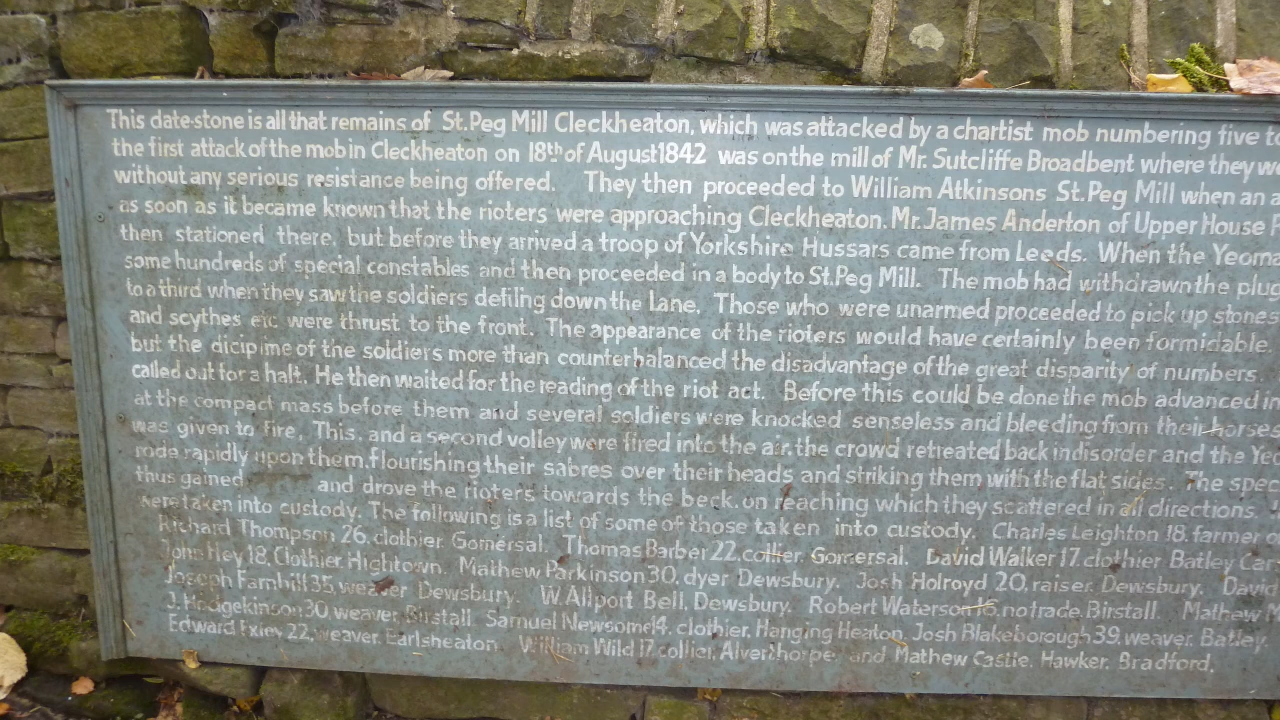 This date-stone is all that remains of St. Peg Mill Cleckheaton, which was attacked by a chartist mob numbering five to
the first attack of the mob in Cleckheaton on 18th of August 1842 was on the mill of Mr. Sutcliffe Broadbent where they we
without any serious resistance being offered. They then proceeded to William Atkinsons St. Peg Mill when an a
as soon as it became known that the rioters were approaching Cleckheaton. Mr. James Anderton of Upper House
then stationed there, but before they arrived a troop of Yorkshire Hussars came from Leeds. When the Yeoma
some hundreds of special constables and then proceeded in a body to St. Peg Mill. The mob had withdrawn the plug
to a third when they saw the soldiers defiling down the Lane, Those who were unarmed proceeded to pick up stones
and scythes etc were thrust to the front. The appearance of the rioters would have certainly been formidable.
but the dicipline of the soldiers more than counterbalanced the disadvantage of the great disparity of numbers.
called out for a halt. He then waited for the reading of the riot act. Before this could be done the mob advanced in
at the compact mass before them and several soldiers were knocked senseless and bleeding from their horses
was given to fire, This, and a second volley were fired into the air, the crowd retreated back in disorder and the Yeo
rode rapidly upon them, flourishing their sabres over their heads and striking them with the flat sides. The spec
thus gained and drove the rioters towards the beck, on reaching which they scattered in all directions.
were taken into custody. The following is a list of some of those taken into custody. Charles Leighton 18, farmer
Richard Thompson 26, clothier Gomersal. Thomas Barber 22, collier. Gomersal. David Walker 17, clothier Batley Car
John Hey 18, Clothier Hightown. Mathew Parkinson 30, dyer Dewsbury. Josh Holroyd 20, raiser Dewsbury. David
Joseph Farnhill 35, weaver Dewsbury. W. Allport Bell, Dewsbury. Robert Waterson 16, no trade, Birstall. Mathew
J. Hodgekinson 30 weaver Birstall Samuel Newsome 14, clothier, Hanging Heaton, Josh Blakeborough 39, weaver, Batley,
Edward Exley 22, weaver, Earlsheaton. William Wild 17, collier, Alverthorpe and Mathew Castle, Hawker, Bradford,